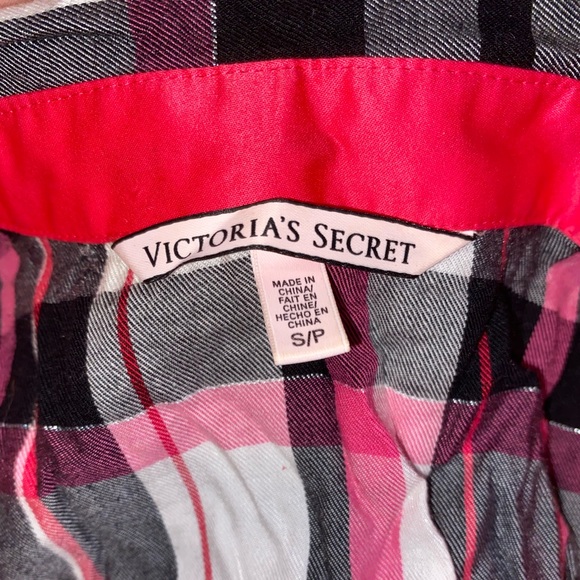 VICTORIA'S SECRET
MADE IN
CHINA/
FAIT EN
CHINE/
HECHO EN
CHINA
S/P